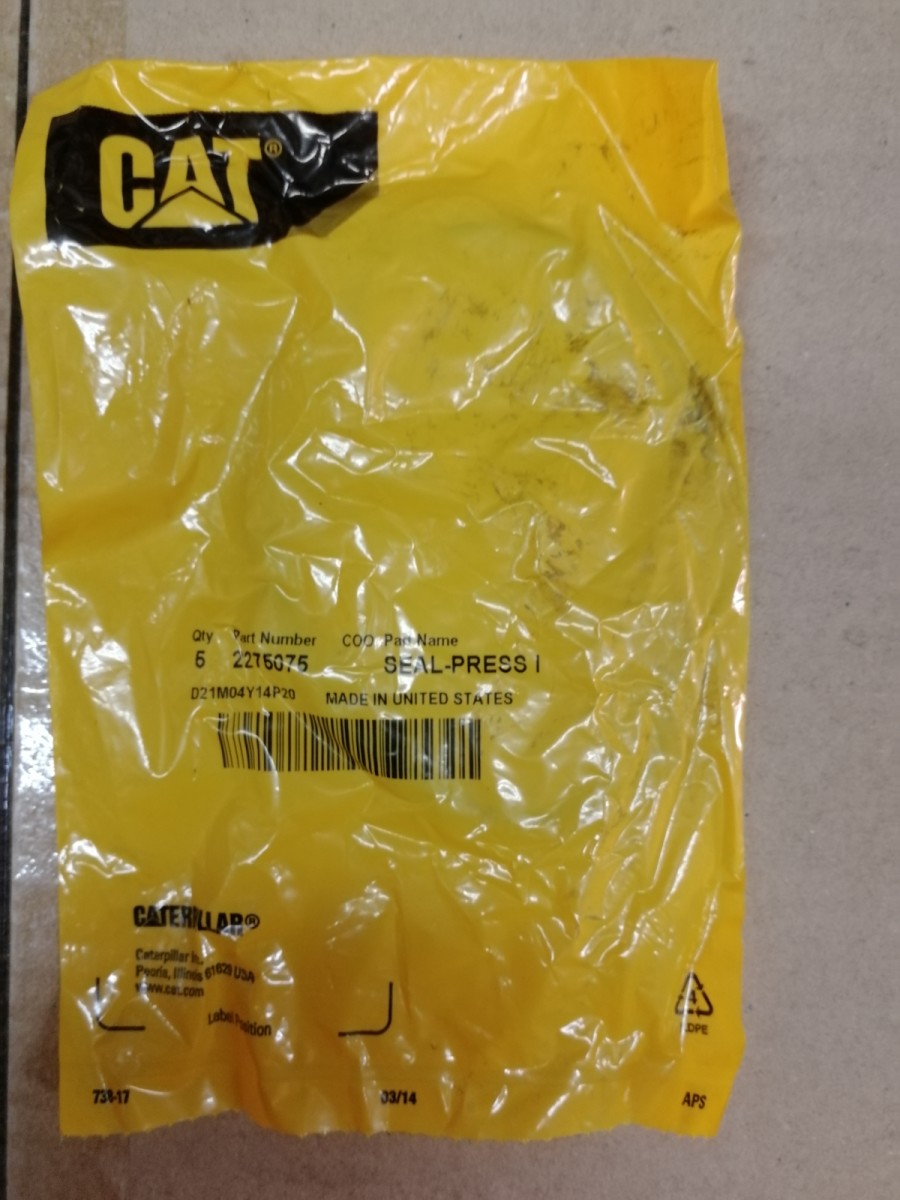 CAT®
Qty Part Number COO Part Name
5 2275075 SEAL-PRESS I
D21M04Y14P20 MADE IN UNITED STATES
CATERPILLAR®
Caterpillar Inc.
Peoria, Illinois 61629 USA
www.cat.com
Label Position
4
LDPE
738-17 03/14 APS